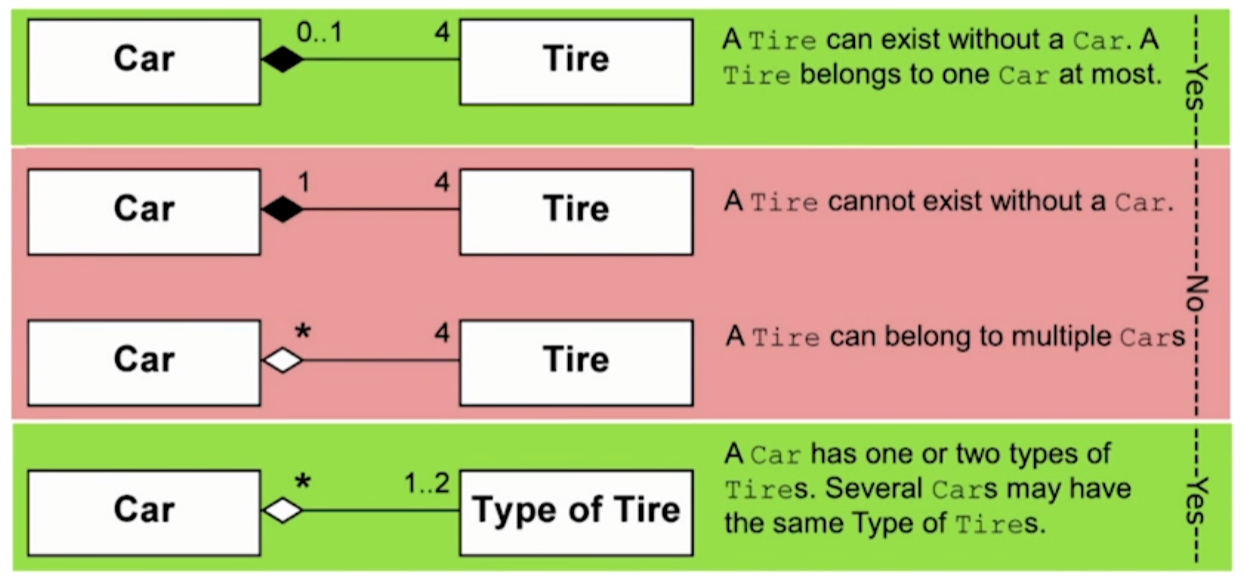 Car 0..1 4 Tire
A Tire can exist without a Car. A
Tire belongs to one Car at most.
Yes
Car 1 4 Tire
A Tire cannot exist without a Car.
No
Car * 4 Tire
A Tire can belong to multiple Cars
Car * 1..2 Type of Tire
A Car has one or two types of
Tires. Several Cars may have
the same Type of Tires.
Yes